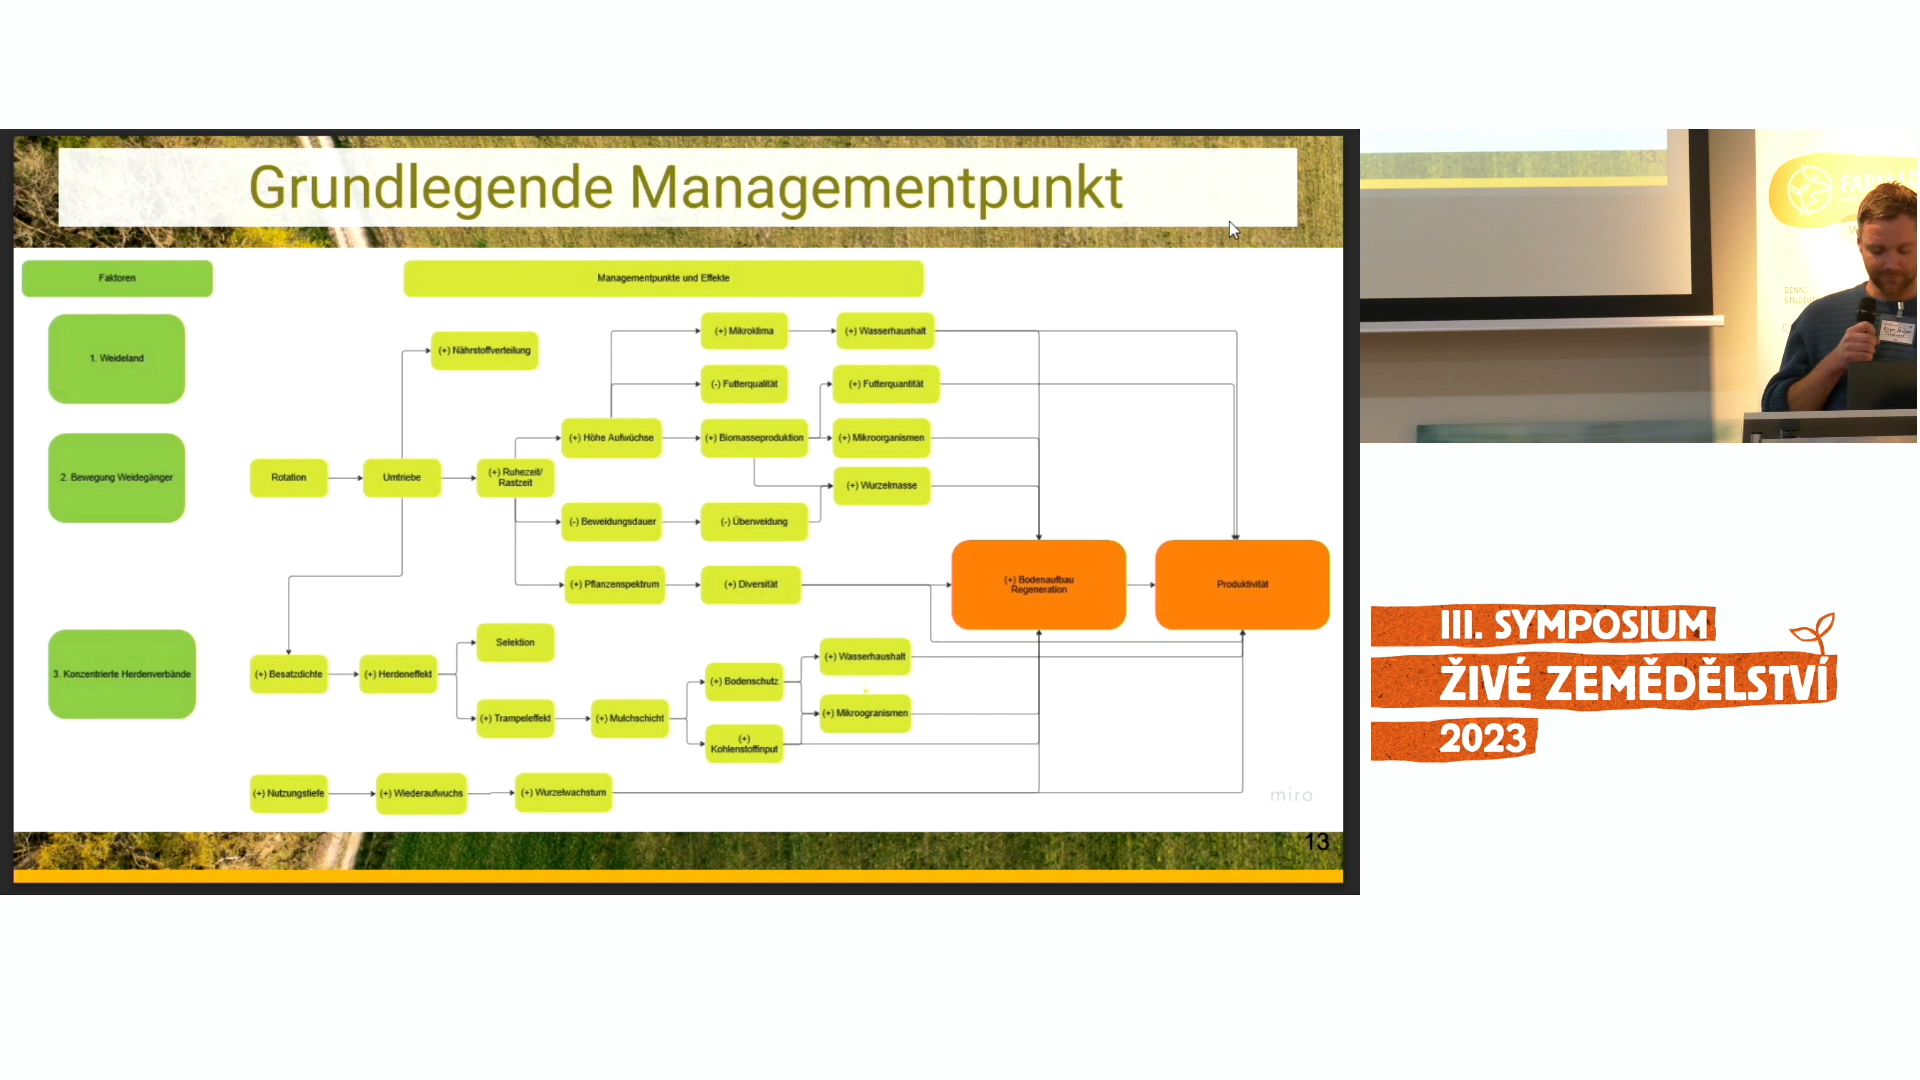 Grundlegende Managementpunkt
Faktoren
Managementpunkte und Effekte
1. Weideland
2. Bewegung Weidegänger
3. Konzentrierte Herdenverbände
(+) Nährstoffverteilung
(+) Mikroklima
(+) Wasserhaushalt
(-) Futterqualität
(+) Futterquantität
(+) Höhe Aufwüchse
(+) Biomasseproduktion
(+) Mikroorganismen
Rotation
Umtriebe
(+) Ruhezeit/
Rastzeit
(+) Wurzelmasse
(-) Beweidungsdauer
(-) Überweidung
(+) Pflanzenspektrum
(+) Diversität
(+) Bodenaufbau
Regeneration
Produktivität
Selektion
(+) Besatzdichte
(+) Herdeneffekt
(+) Trampeleffekt
(+) Mulchschicht
(+) Bodenschutz
(+) Wasserhaushalt
(+) Mikroogranismen
(+)
Kohlenstoffinput
(+) Nutzungstiefe
(+) Wiederaufwuchs
(+) Wurzelwachstum
miro
13
13
III. SYMPOSIUM
ŽIVÉ ZEMĚDĚLSTVÍ
2023